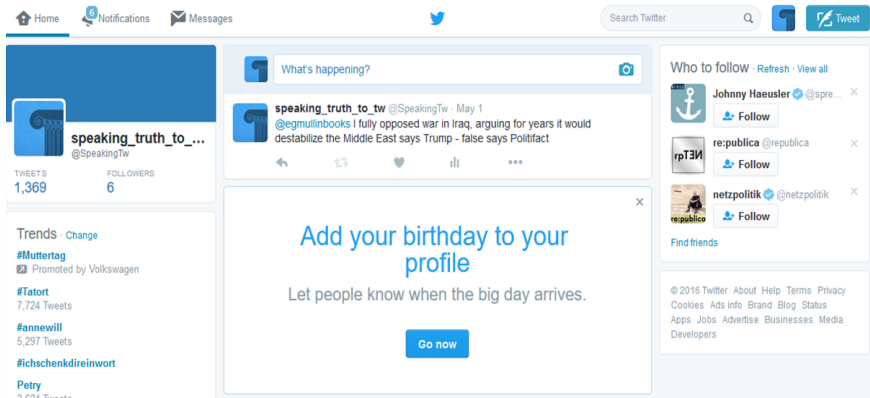 Home
6
Notifications
Messages
Search Twitter
Tweet
speaking_truth_to_...
@SpeakingTw
TWEETS FOLLOWERS
1,369 6
Trends · Change
#Muttertag
Promoted by Volkswagen
#Tatort
7,724 Tweets
#annewill
5,297 Tweets
#ichschenkdireinwort
Petry
What's happening?
speaking_truth_to_tw @SpeakingTw · May 1
@egmullinbooks I fully opposed war in Iraq, arguing for years it would
destabilize the Middle East says Trump - false says Politifact
Add your birthday to your
profile
Let people know when the big day arrives.
Go now
Who to follow · Refresh · View all
Johnny Haeusler @spre...
Follow
re:publica @republica
Follow
netzpolitik @netzpolitik
re:publica
Follow
Find friends
© 2016 Twitter About Help Terms Privacy
Cookies Ads info Brand Blog Status
Apps Jobs Advertise Businesses Media
Developers